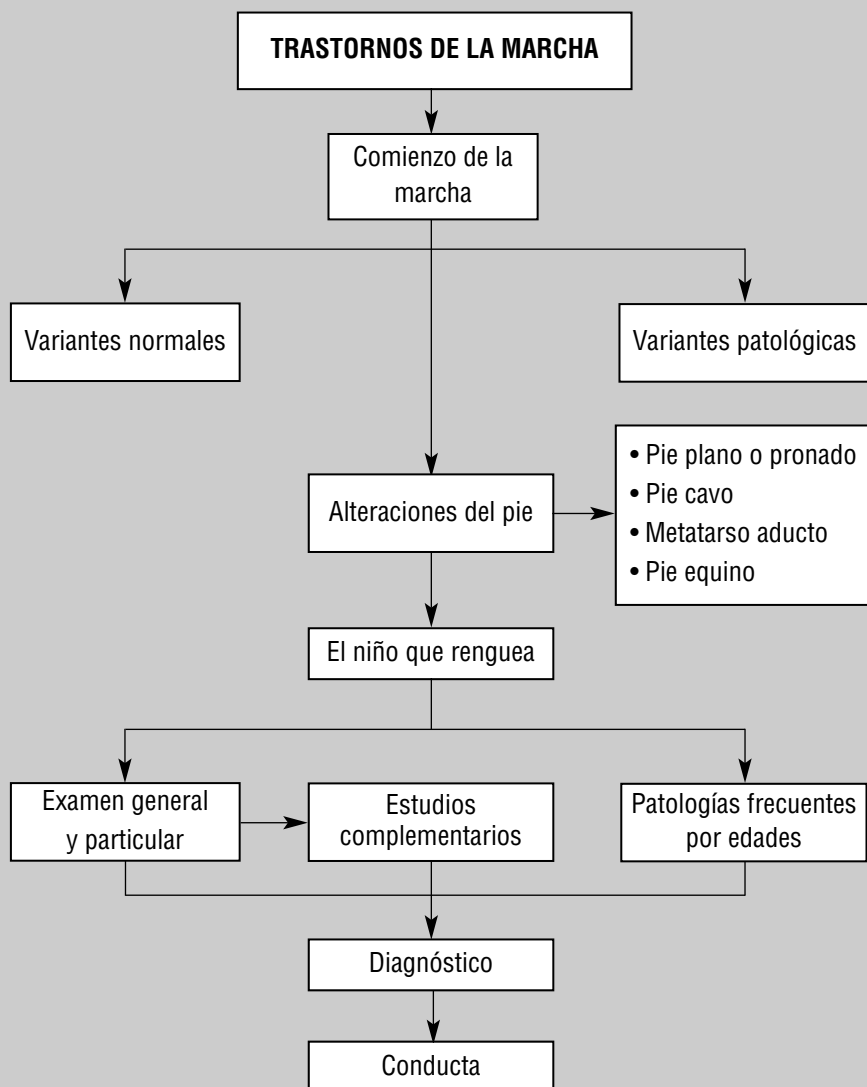 TRASTORNOS DE LA MARCHA
Comienzo de la
marcha
Variantes normales
Variantes patológicas
• Pie plano o pronado
• Pie cavo
• Metatarso aducto
• Pie equino
Alteraciones del pie
El niño que renguea
Examen general
y particular
Estudios
complementarios
Patologías frecuentes
por edades
Diagnóstico
Conducta